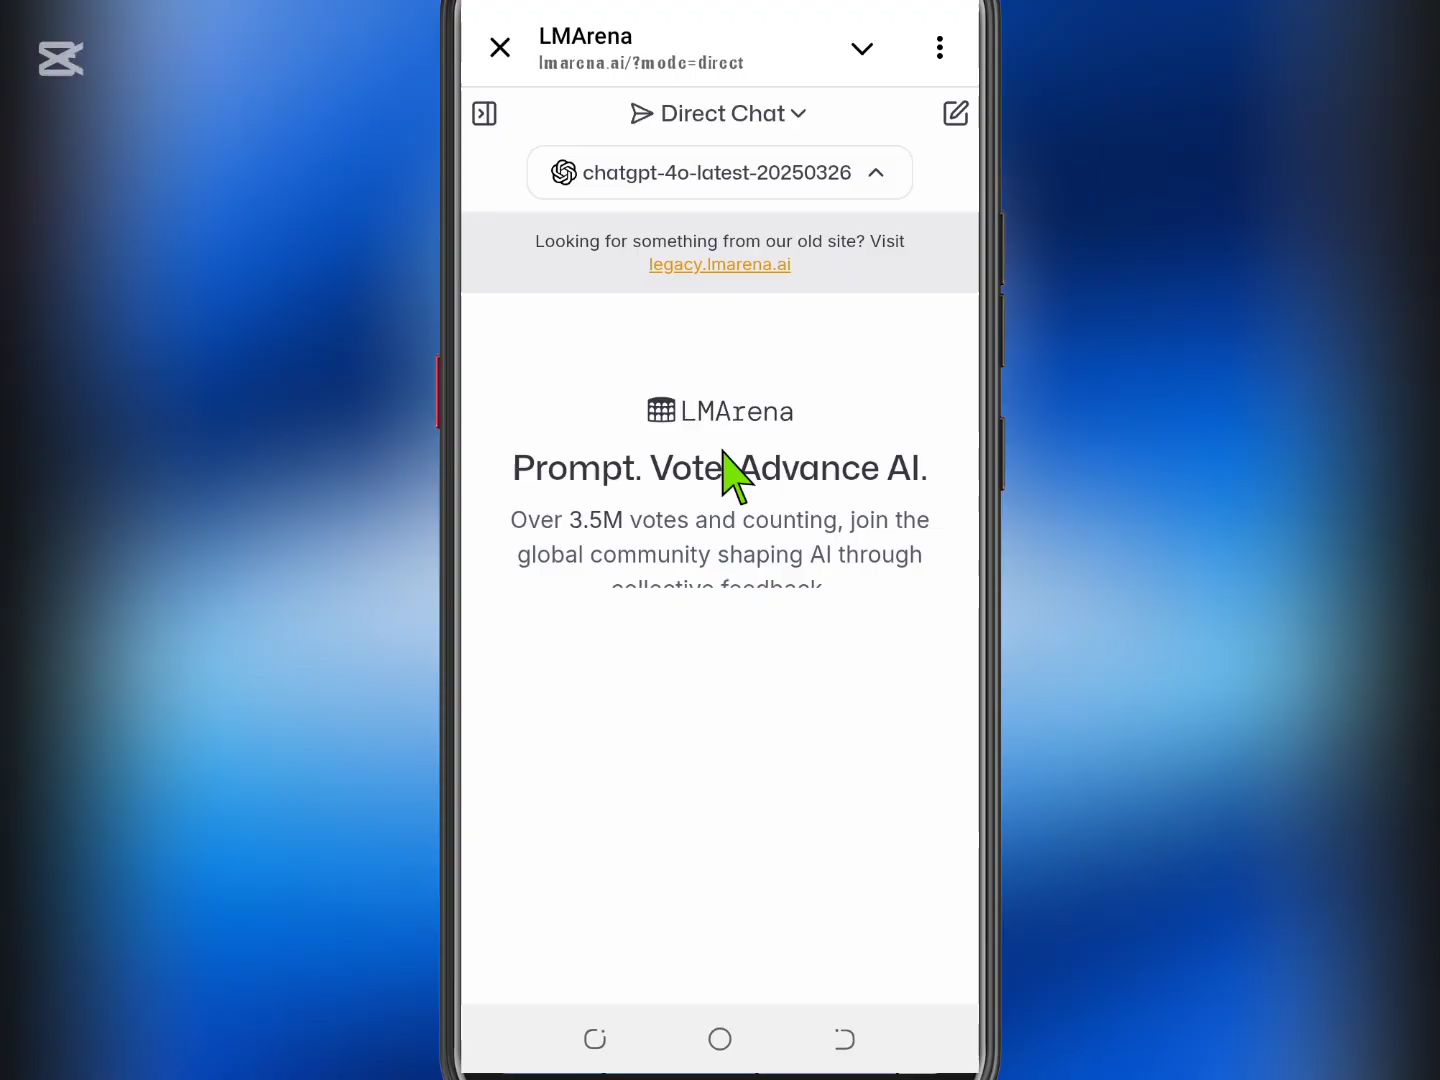 LMArena
lmarena.ai/?mode=direct
Direct Chat
chatgpt-4o-latest-20250326
Looking for something from our old site? Visit
legacy.lmarena.ai
LMArena
Prompt. Vote. Advance AI.
Over 3.5M votes and counting, join the
global community shaping AI through
collective feedback